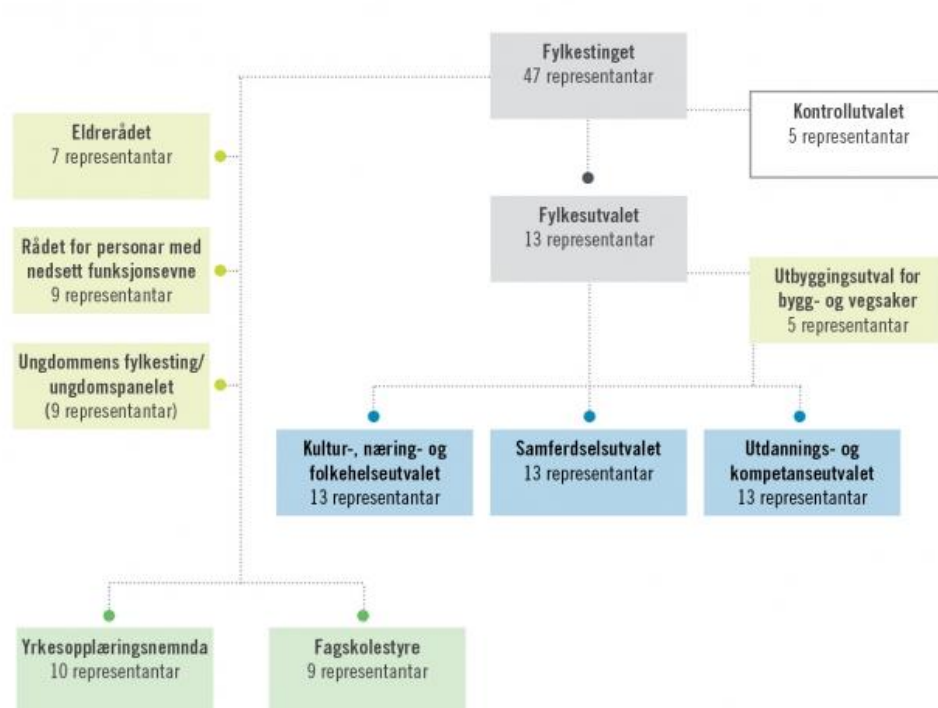 Fylkestinget
47 representantar
Kontrollutvalet
5 representantar
Eldrerådet
7 representantar
Fylkesutvalet
13 representantar
Rådet for personar med
nedsett funksjonsevne
9 representantar
Utbyggingsutval for
bygg- og vegsaker
5 representantar
Ungdommens fylkesting/
ungdomspanelet
(9 representantar)
Kultur-, næring- og
folkehelseutvalet
13 representantar
Samferdselsutvalet
13 representantar
Utdannings- og
kompetanseutvalet
13 representantar
Yrkesopplæringsnemnda
10 representantar
Fagskolestyre
9 representantar